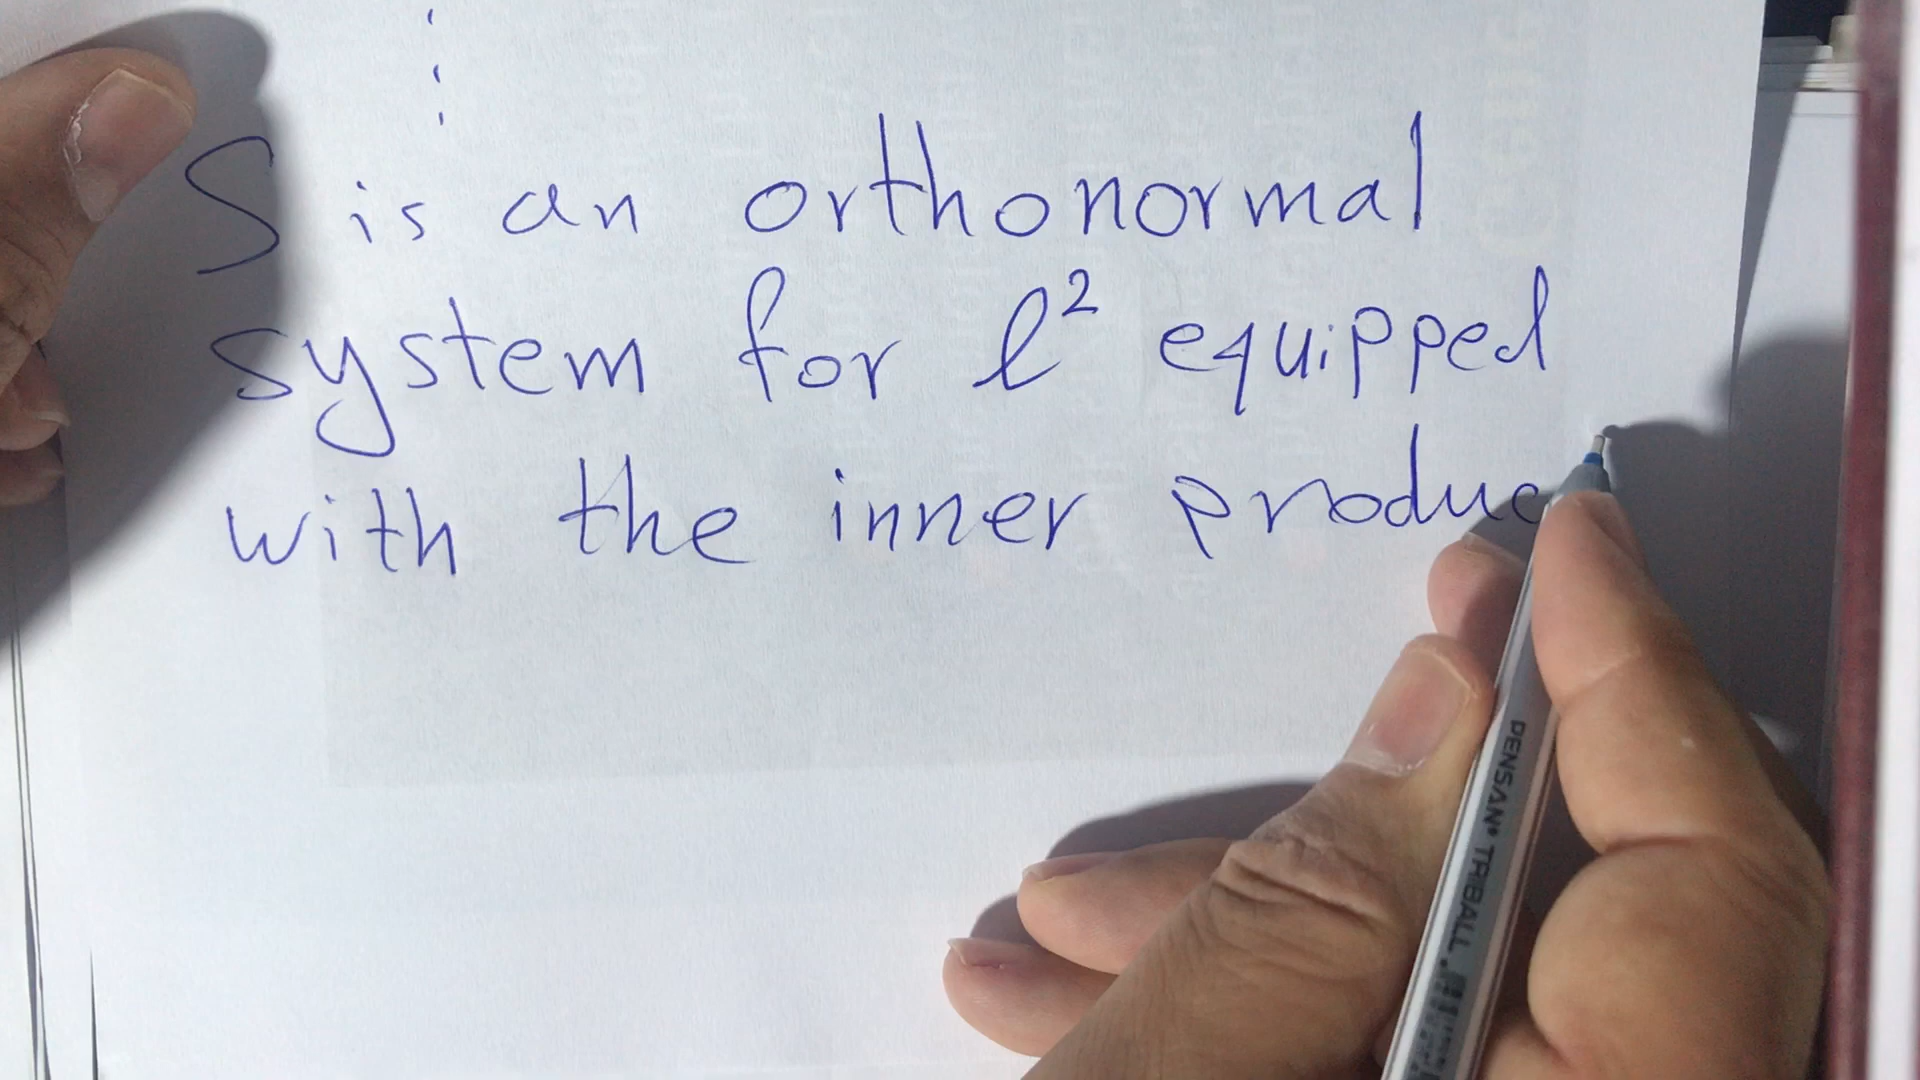 S is an orthonormal
system for l² equipped
with the inner produc
PENSAN® TRIBALL